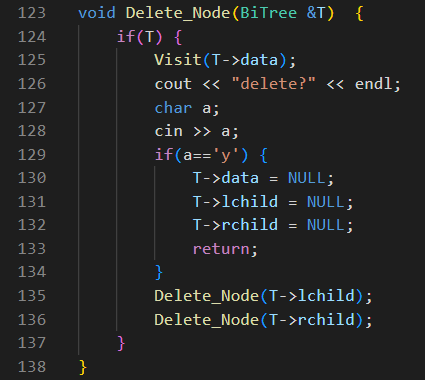 123 void Delete_Node(BiTree &T)  {
124     if(T) {
125         Visit(T->data);
126         cout << "delete?" << endl;
127         char a;
128         cin >> a;
129         if(a=='y') {
130             T->data = NULL;
131             T->lchild = NULL;
132             T->rchild = NULL;
133             return;
134         }
135         Delete_Node(T->lchild);
136         Delete_Node(T->rchild);
137     }
138 }